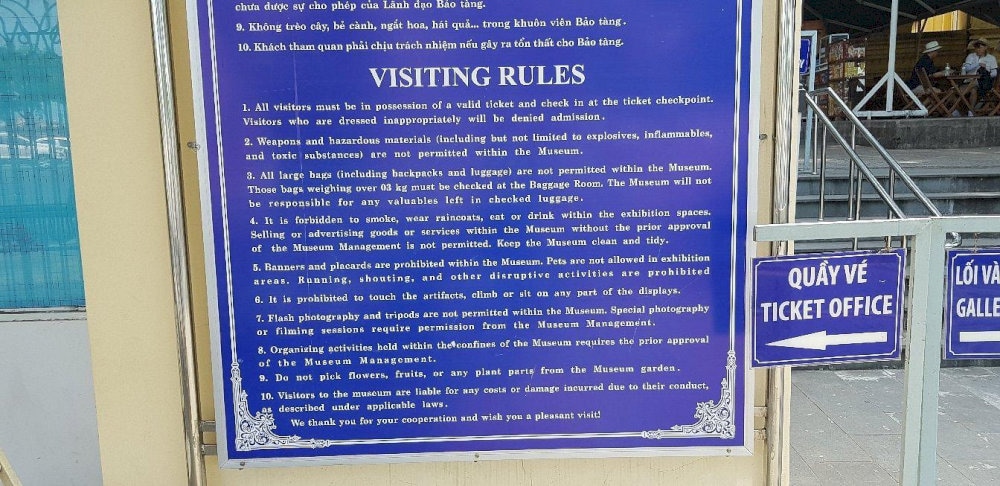 chưa được sự cho phép của Lãnh đạo Bảo tàng.
9. Không trèo cây, bẻ cành, ngắt hoa, hái quả... trong khuôn viên Bảo tàng.
10. Khách tham quan phải chịu trách nhiệm nếu gây ra tổn thất cho Bảo tàng.
VISITING RULES
1. All visitors must be in possession of a valid ticket and check in at the ticket checkpoint.
Visitors who are dressed inappropriately will be denied admission.
2. Weapons and hazardous materials (including but not limited to explosives, inflammables,
and toxic substances) are not permitted within the Museum.
3. All large bags (including backpacks and luggage) are not permitted within the Museum.
Those bags weighing over 03 kg must be checked at the Baggage Room. The Museum will not
be responsible for any valuables left in checked luggage.
4. It is forbidden to smoke, wear raincoats, eat or drink within the exhibition spaces.
Selling or advertising goods or services within the Museum without the prior approval
of the Museum Management is not permitted. Keep the Museum clean and tidy.
5. Banners and placards are prohibited within the Museum. Pets are not allowed in exhibition
areas. Running, shouting, and other disruptive activities are prohibited
6. It is prohibited to touch the artifacts, climb or sit on any part of the displays.
7. Flash photography and tripods are not permitted within the Museum. Special photography
or filming sessions require permission from the Museum Management.
8. Organizing activities held within the confines of the Museum requires the prior approval
of the Museum Management.
9. Do not pick flowers, fruits, or any plant parts from the Museum garden.
10. Visitors to the museum are liable for any costs or damage incurred due to their conduct,
as described under applicable laws.
We thank you for your cooperation and wish you a pleasant visit!
QUẦY VÉ
TICKET OFFICE
LỐI VÀ
GALLE